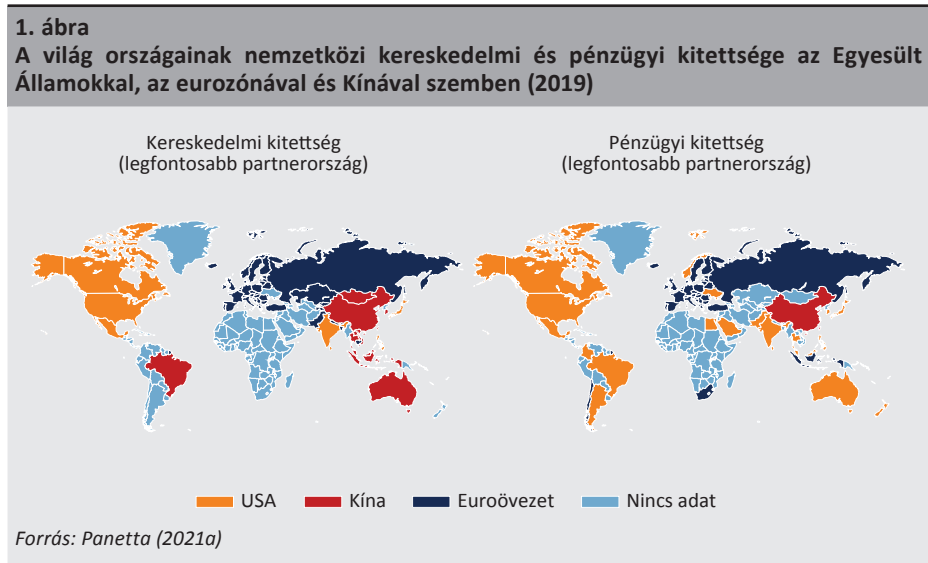 1. ábra
A világ országainak nemzetközi kereskedelmi és pénzügyi kitettsége az Egyesült
Államokkal, az eurozónával és Kínával szemben (2019)
Kereskedelmi kitettség
(legfontosabb partnerország)
Pénzügyi kitettség
(legfontosabb partnerország)
USA
Kína
Euroövezet
Nincs adat
Forrás: Panetta (2021a)